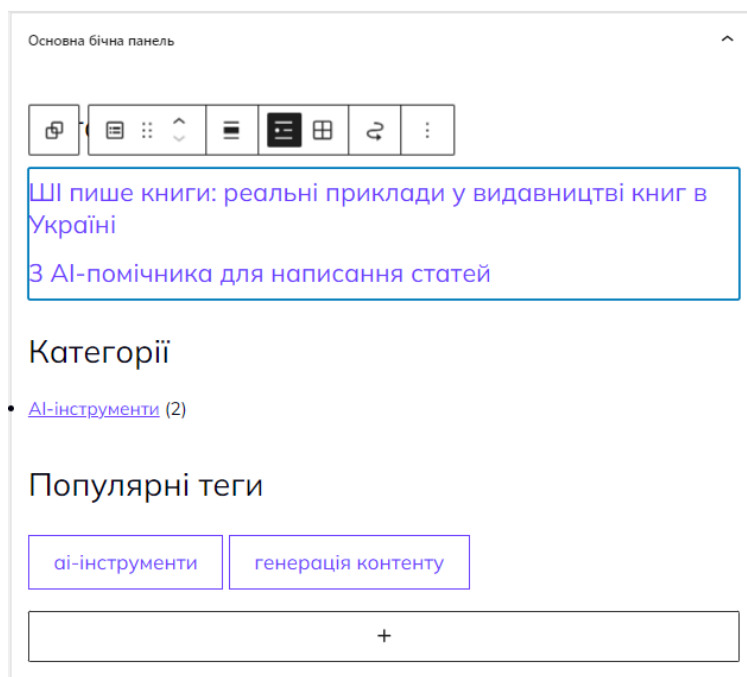 Основна бічна панель
ШІ пише книги: реальні приклади у видавництві книг в
Україні
3 AI-помічника для написання статей
Категорії
AI-інструменти (2)
Популярні теги
ai-інструменти генерація контенту
+